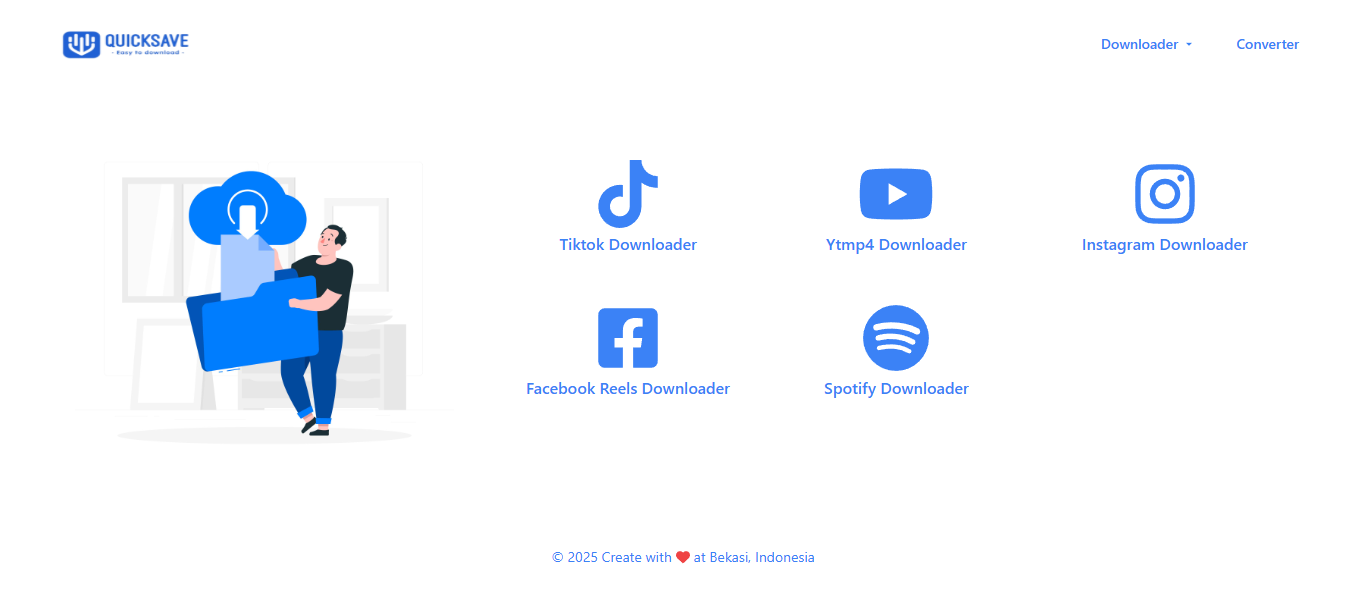 QUICKSAVE
- Easy to download -
Downloader
Converter
Tiktok Downloader
Ytmp4 Downloader
Instagram Downloader
Facebook Reels Downloader
Spotify Downloader
© 2025 Create with ❤ at Bekasi, Indonesia